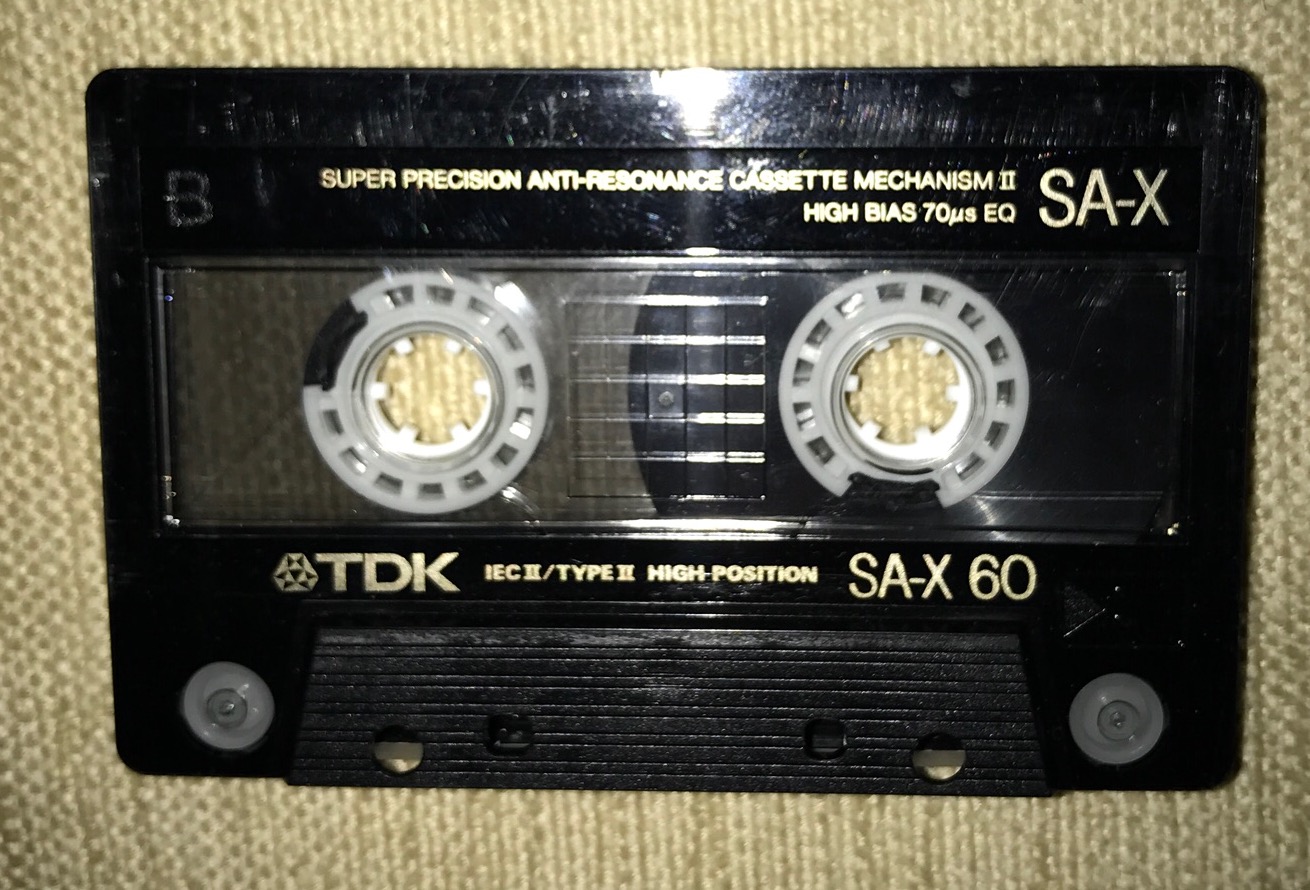 B
SUPER PRECISION ANTI-RESONANCE CASSETTE MECHANISM II
HIGH BIAS 70μs EQ
SA-X
TDK
IEC II/TYPE II HIGH POSITION
SA-X 60